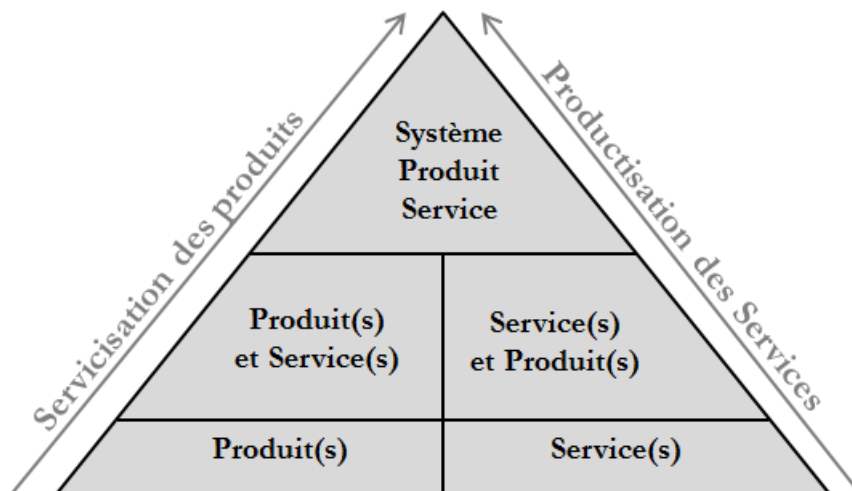 Servicisation des produits
Productisation des Services
Système
Produit
Service
Produit(s)
et Service(s)
Service(s)
et Produit(s)
Produit(s)
Service(s)